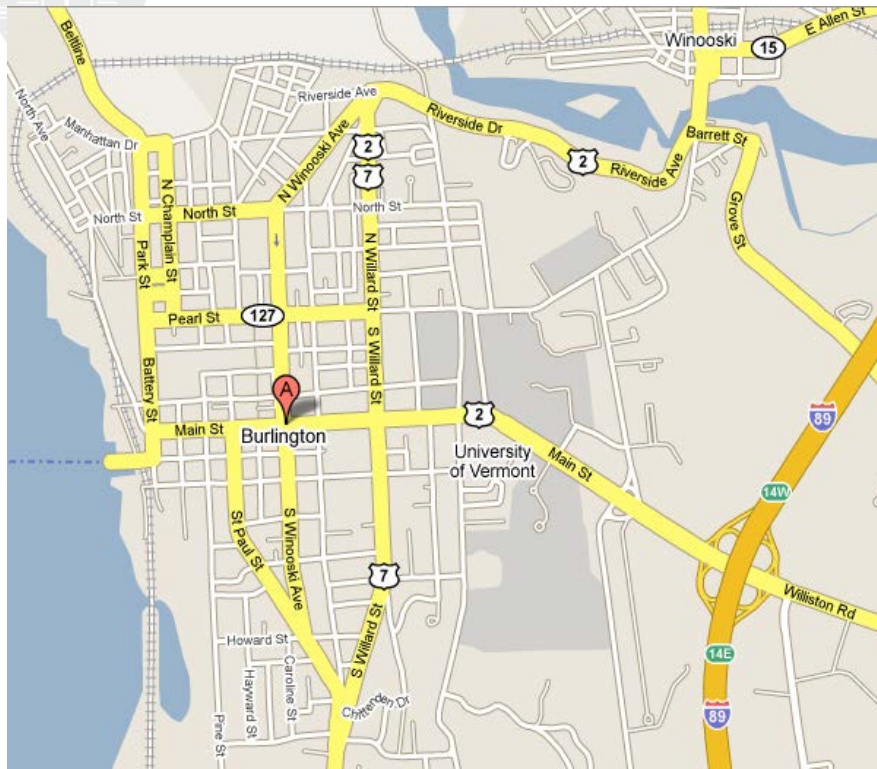 Beltline
Winooski
15
E Allen St
North Ave
Manhattan Dr
Riverside Ave
Riverside Dr
Barrett St
2
7
2
Riverside Ave
N Winooski Ave
Grove St
North St
North St
North St
N Champlain St
Park St
N Willard St
Pearl St
127
S Willard St
Battery St
A
89
Main St
Burlington
2
University
of Vermont
Main St
14W
St Paul St
S Winooski Ave
7
Williston Rd
S Willard St
Howard St
14E
Hayward St
Caroline St
Chittenden Dr
Pine St
89